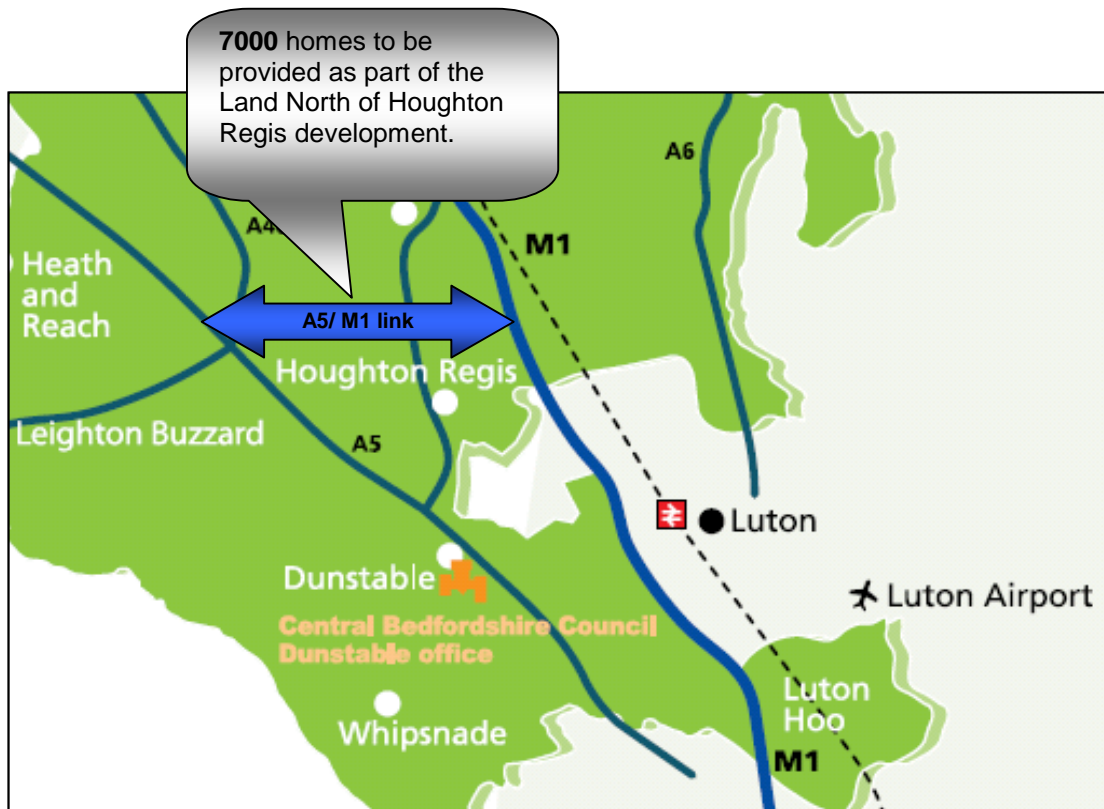 7000 homes to be
provided as part of the
Land North of Houghton
Regis development.
A6
M1
Heath
and
Reach
A5/ M1 link
Houghton Regis
Leighton Buzzard
A5
Luton
Dunstable
Luton Airport
Central Bedfordshire Council
Dunstable office
Luton
Hoo
Whipsnade
M1